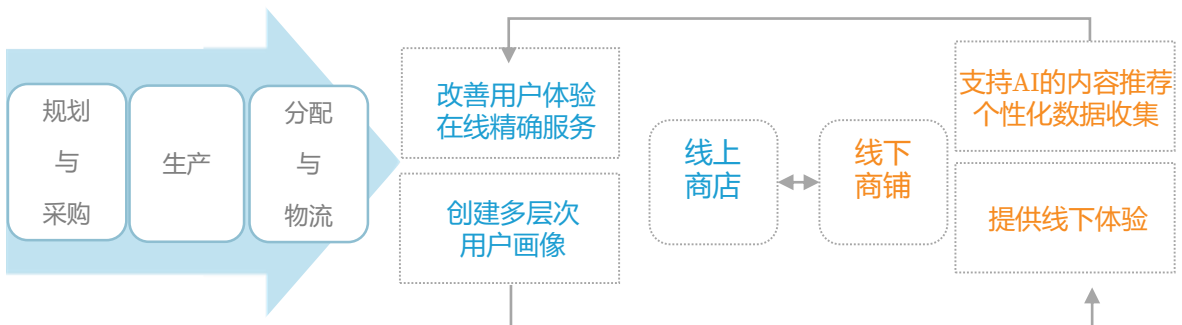 规划
与
采购
生产
分配
与
物流
改善用户体验
在线精确服务
创建多层次
用户画像
线上
商店
线下
商铺
支持AI的内容推荐
个性化数据收集
提供线下体验